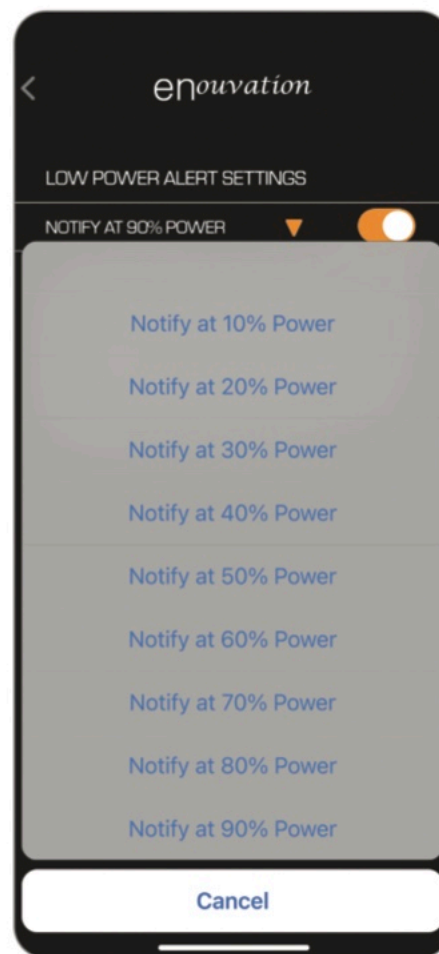 enouvation
LOW POWER ALERT SETTINGS
NOTIFY AT 90% POWER
Notify at 10% Power
Notify at 20% Power
Notify at 30% Power
Notify at 40% Power
Notify at 50% Power
Notify at 60% Power
Notify at 70% Power
Notify at 80% Power
Notify at 90% Power
Cancel